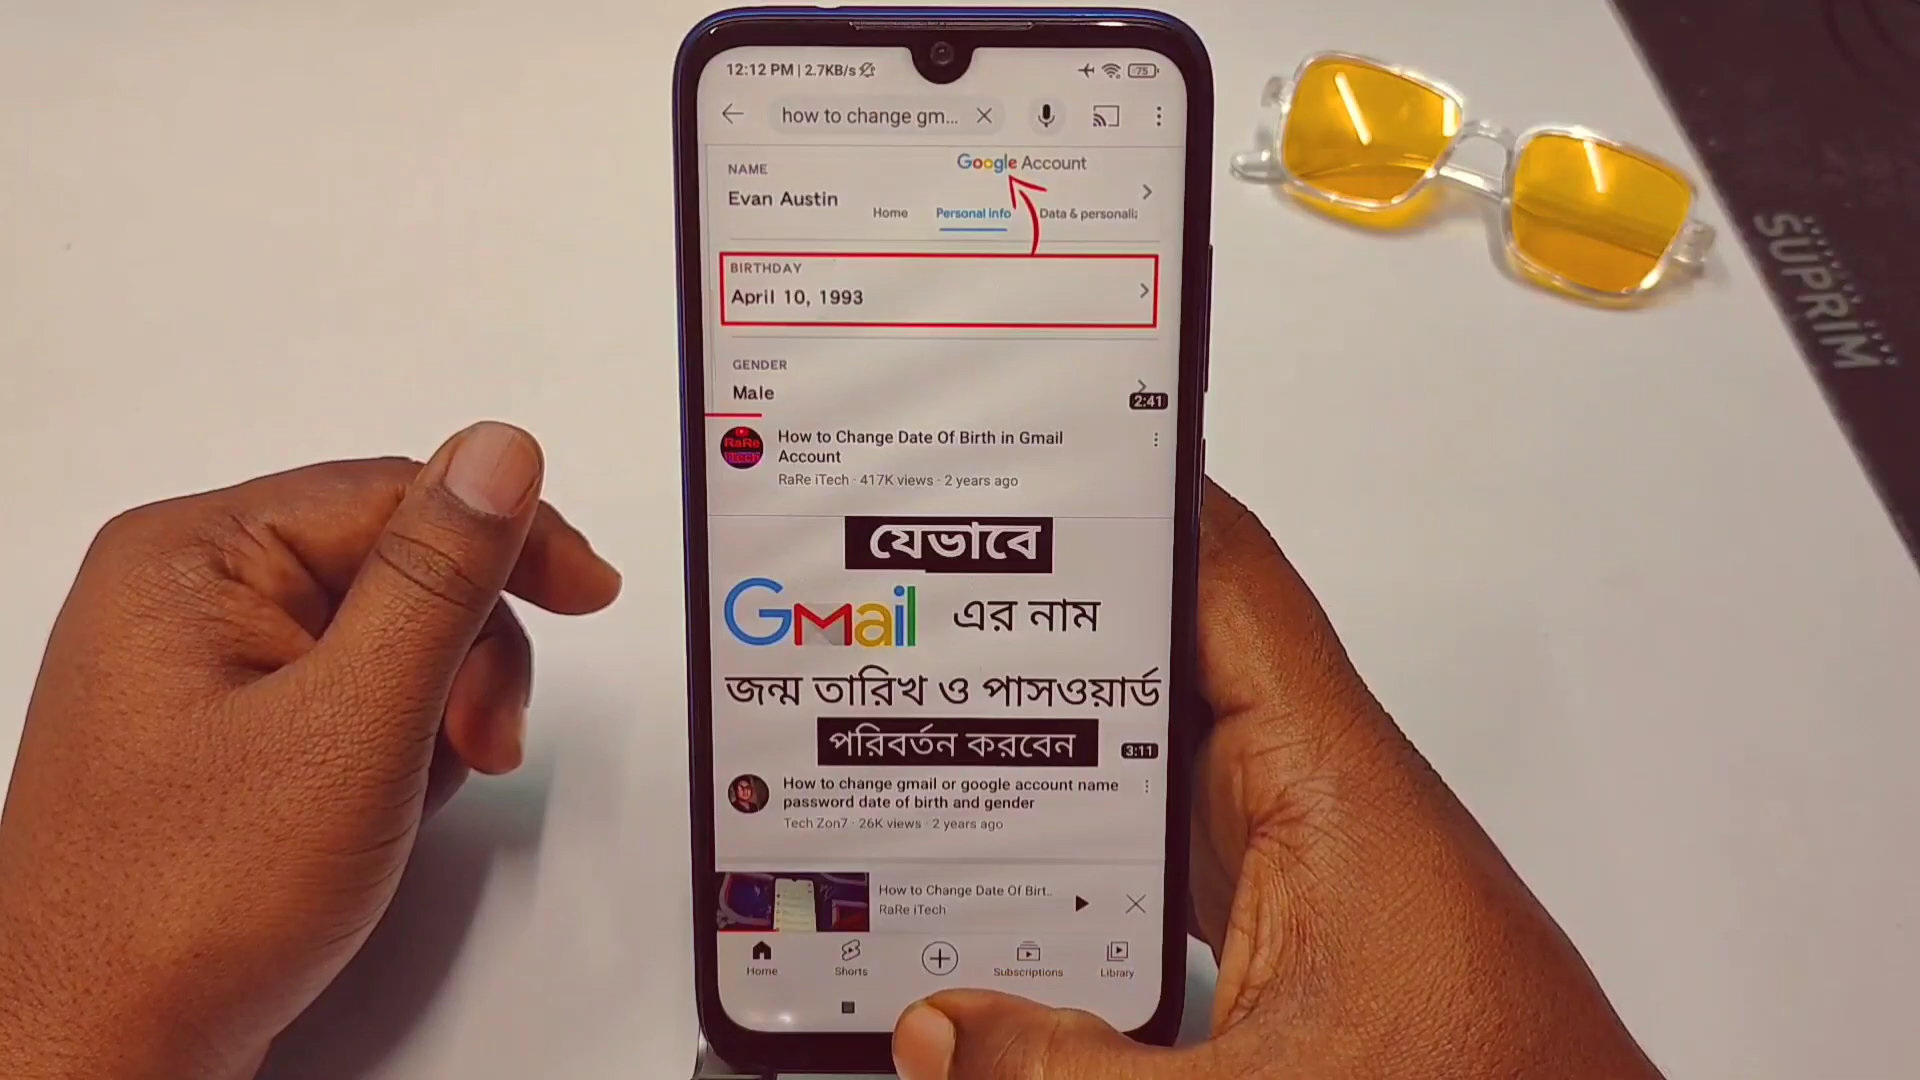 12:12 PM | 2.7KB/s
75
how to change gm...
Google Account
NAME
Evan Austin
Home
Personal info
Data & personali
BIRTHDAY
April 10, 1993
GENDER
Male
2:41
RaRe
How to Change Date Of Birth in Gmail
Account
RaRe iTech · 417K views · 2 years ago
যেভাবে
Gmail এর নাম
জন্ম তারিখ ও পাসওয়ার্ড
পরিবর্তন করবেন
3:11
How to change gmail or google account name
password date of birth and gender
Tech Zon7 · 26K views · 2 years ago
How to Change Date Of Birt..
RaRe iTech
Home
Shorts
Subscriptions
Library
SUPRIM